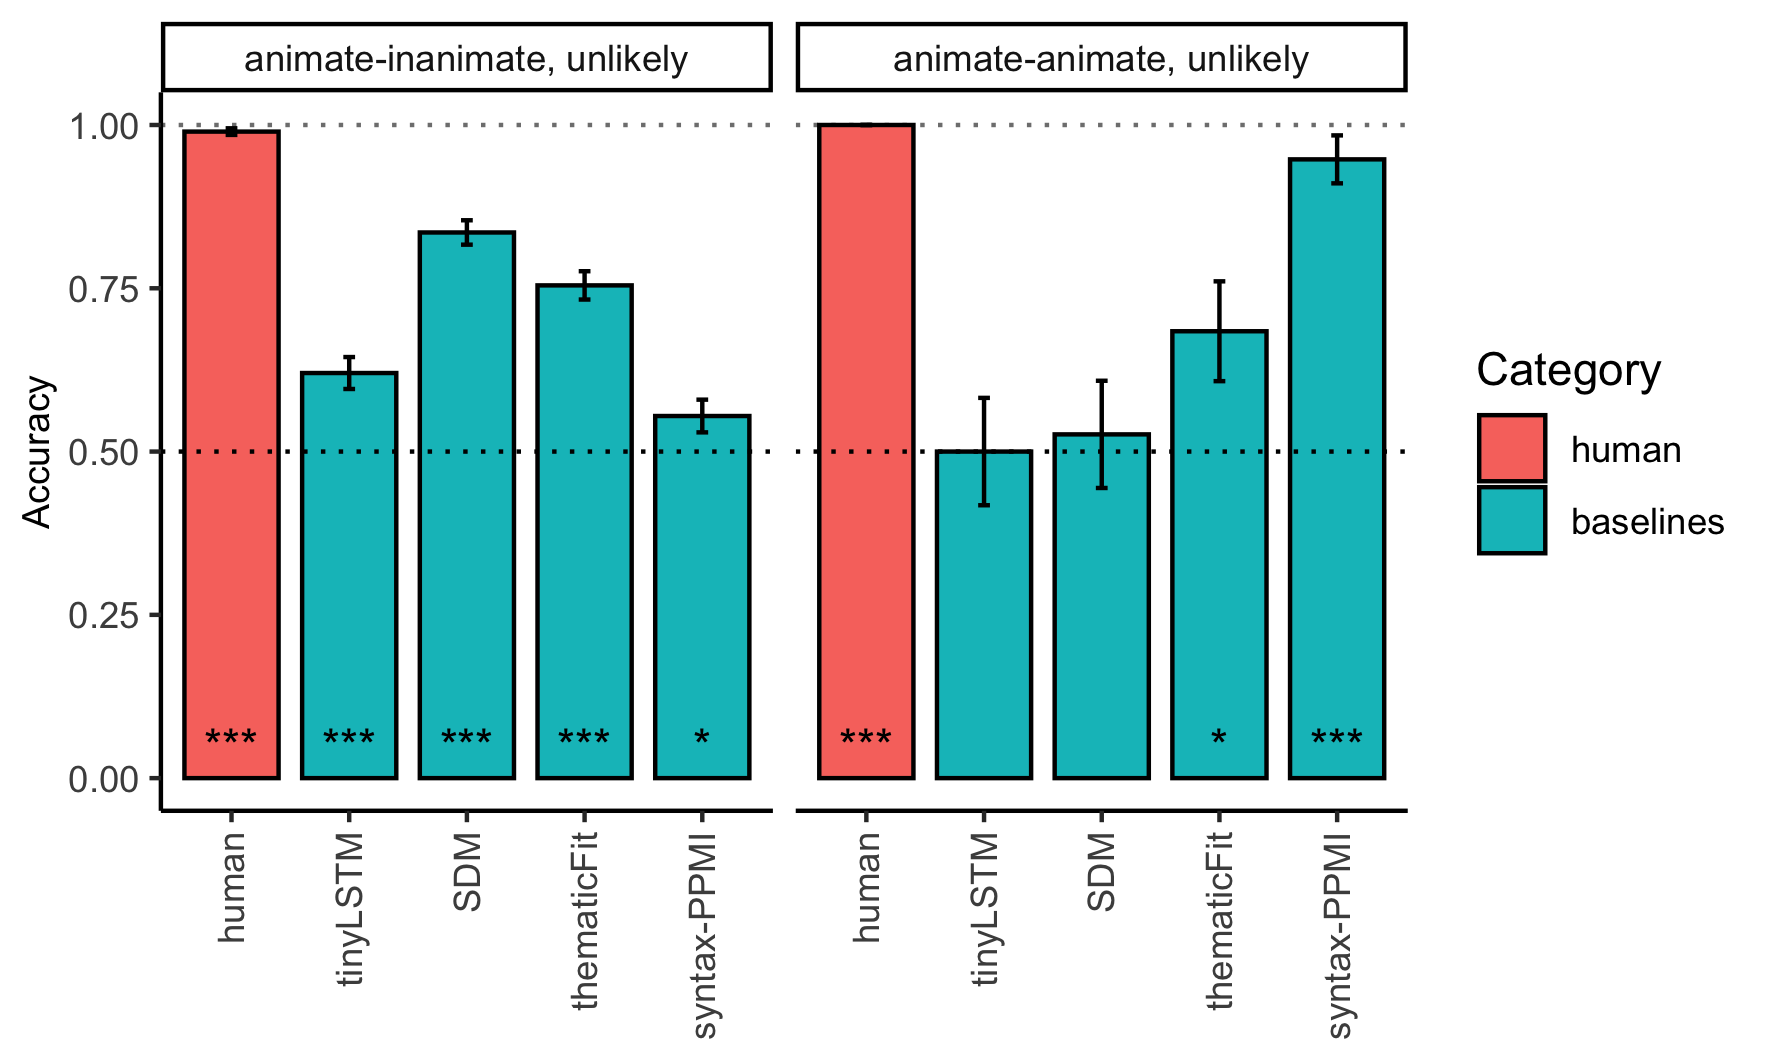 animate-inanimate, unlikely
animate-animate, unlikely
Accuracy
1.00
0.75
0.50
0.25
0.00
***
***
***
***
*
***
*
***
human
tinyLSTM
SDM
thematicFit
syntax-PPMI
human
tinyLSTM
SDM
thematicFit
syntax-PPMI
Category
human
baselines